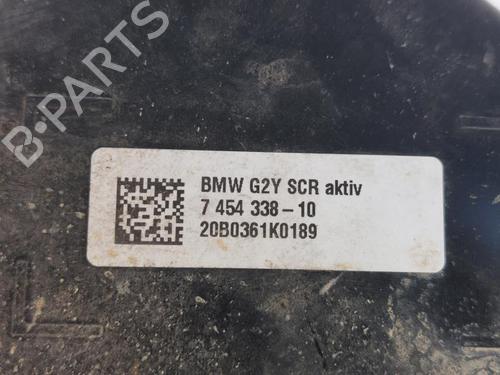 B-PARTS
BMW G2Y SCR aktiv
7 454 338 - 10
20B0361K0189